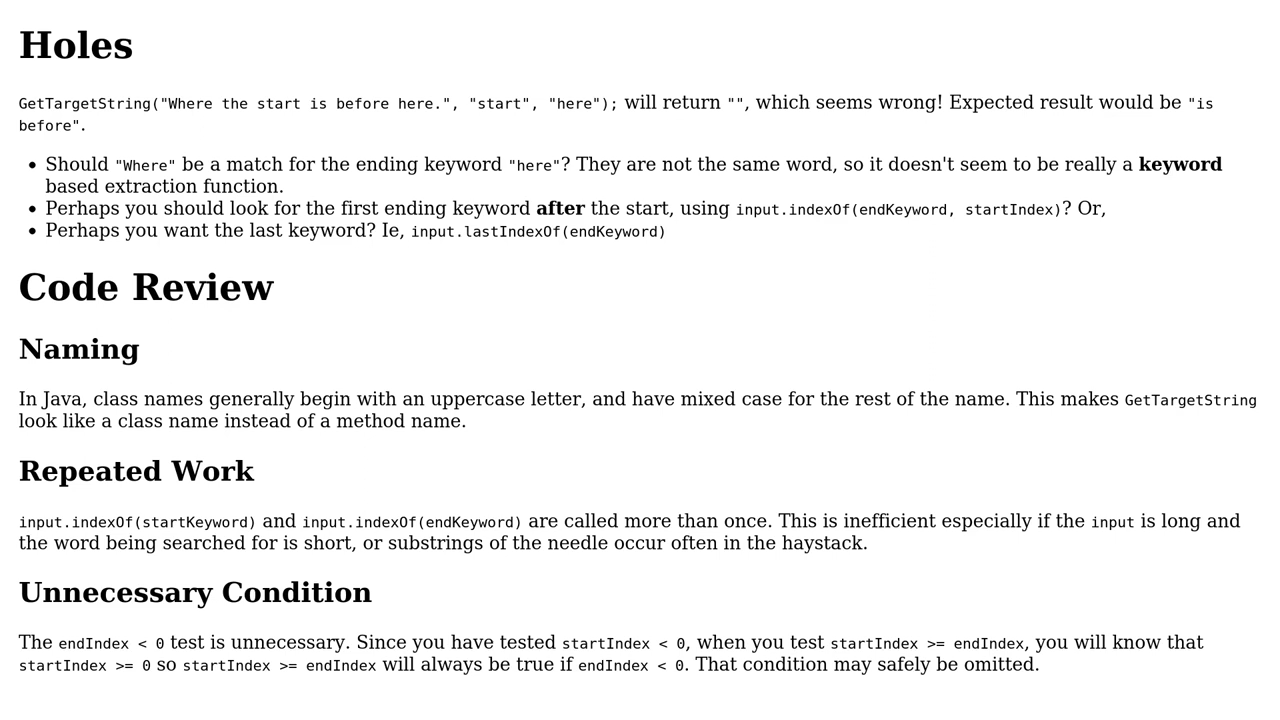 Holes
GetTargetString("Where the start is before here.", "start", "here"); will return "", which seems wrong! Expected result would be "is
before".
• Should "Where" be a match for the ending keyword "here"? They are not the same word, so it doesn't seem to be really a keyword
based extraction function.
• Perhaps you should look for the first ending keyword after the start, using input.indexOf(endKeyword, startIndex)? Or,
• Perhaps you want the last keyword? Ie, input.lastIndexOf(endKeyword)
Code Review
Naming
In Java, class names generally begin with an uppercase letter, and have mixed case for the rest of the name. This makes GetTargetString
look like a class name instead of a method name.
Repeated Work
input.indexOf(startKeyword) and input.indexOf(endKeyword) are called more than once. This is inefficient especially if the input is long and
the word being searched for is short, or substrings of the needle occur often in the haystack.
Unnecessary Condition
The endIndex < 0 test is unnecessary. Since you have tested startIndex < 0, when you test startIndex >= endIndex, you will know that
startIndex >= 0 so startIndex >= endIndex will always be true if endIndex < 0. That condition may safely be omitted.